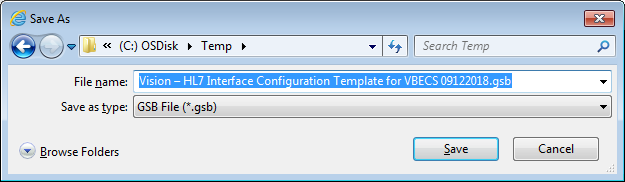 Save As
« (C:) OSDisk ▸ Temp ▸
Search Temp
File name: Vision – HL7 Interface Configuration Template for VBECS 09122018.gsb
Save as type: GSB File (*.gsb)
Browse Folders
Save
Cancel